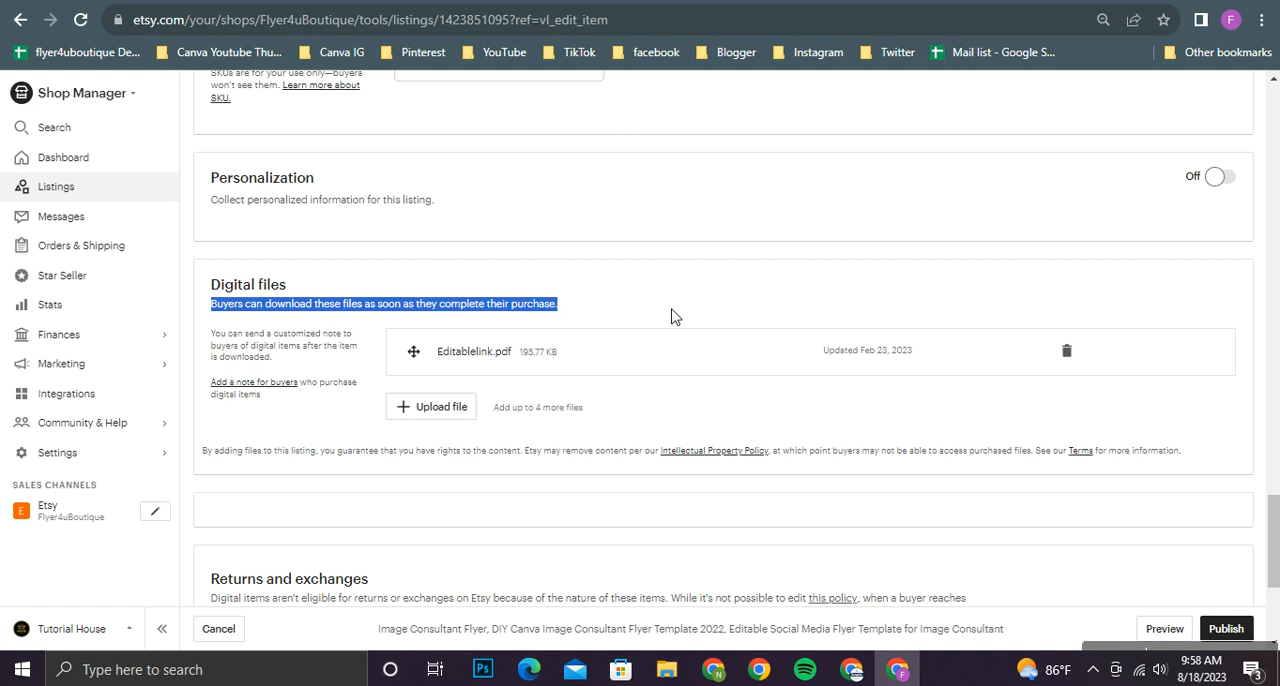 etsy.com/your/shops/Flyer4uBoutique/tools/listings/1423851095?ref=vl_edit_item
F
flyer4uboutique De...
Canva Youtube Thu...
Canva IG
Pinterest
YouTube
TikTok
facebook
Blogger
Instagram
Twitter
Mail list - Google S...
Other bookmarks
Shop Manager
Search
Dashboard
Listings
Messages
Orders & Shipping
Star Seller
Stats
Finances
Marketing
Integrations
Community & Help
Settings
SALES CHANNELS
E
Etsy
Flyer4uBoutique
Tutorial House
SKUs are for your use only—buyers
won't see them. Learn more about
SKU.
Personalization
Collect personalized information for this listing.
Off
Digital files
Buyers can download these files as soon as they complete their purchase.
You can send a customized note to
buyers of digital items after the item
is downloaded.
Add a note for buyers who purchase
digital items
Editablelink.pdf 195.77 KB
Updated Feb 23, 2023
Upload file
Add up to 4 more files
By adding files to this listing, you guarantee that you have rights to the content. Etsy may remove content per our Intellectual Property Policy, at which point buyers may not be able to access purchased files. See our Terms for more information.
Returns and exchanges
Digital items aren't eligible for returns or exchanges on Etsy because of the nature of these items. While it's not possible to edit this policy, when a buyer reaches
Cancel
Image Consultant Flyer, DIY Canva Image Consultant Flyer Template 2022, Editable Social Media Flyer Template for Image Consultant
Preview
Publish
Type here to search
Ps
N
F
86°F
9:58 AM
8/18/2023
3